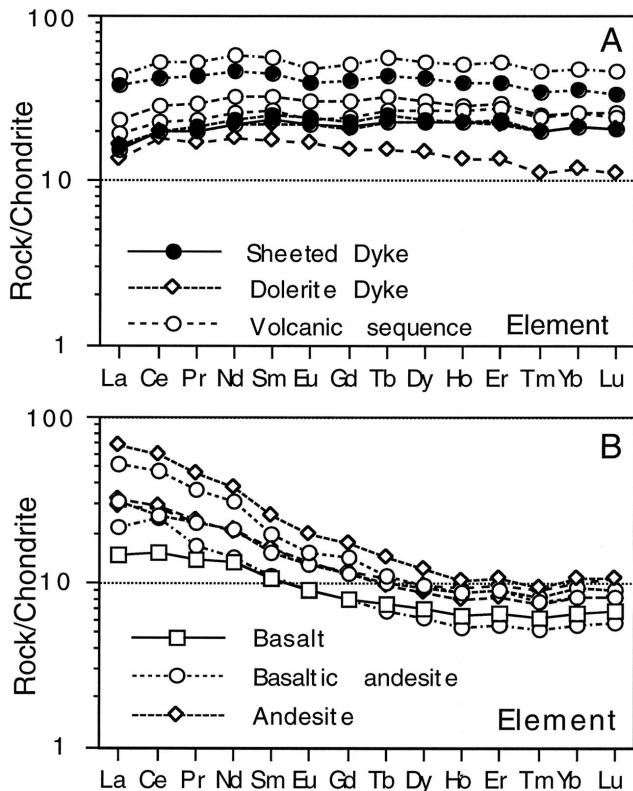 100
A
10
1
Rock/Chondrite
Sheeted Dyke
Dolerite Dyke
Volcanic sequence
Element
La Ce Pr Nd Sm Eu Gd Tb Dy Ho Er Tm Yb Lu
100
B
10
1
Rock/Chondrite
Basalt
Basaltic andesite
Andesite
Element
La Ce Pr Nd Sm Eu Gd Tb Dy Ho Er Tm Yb Lu